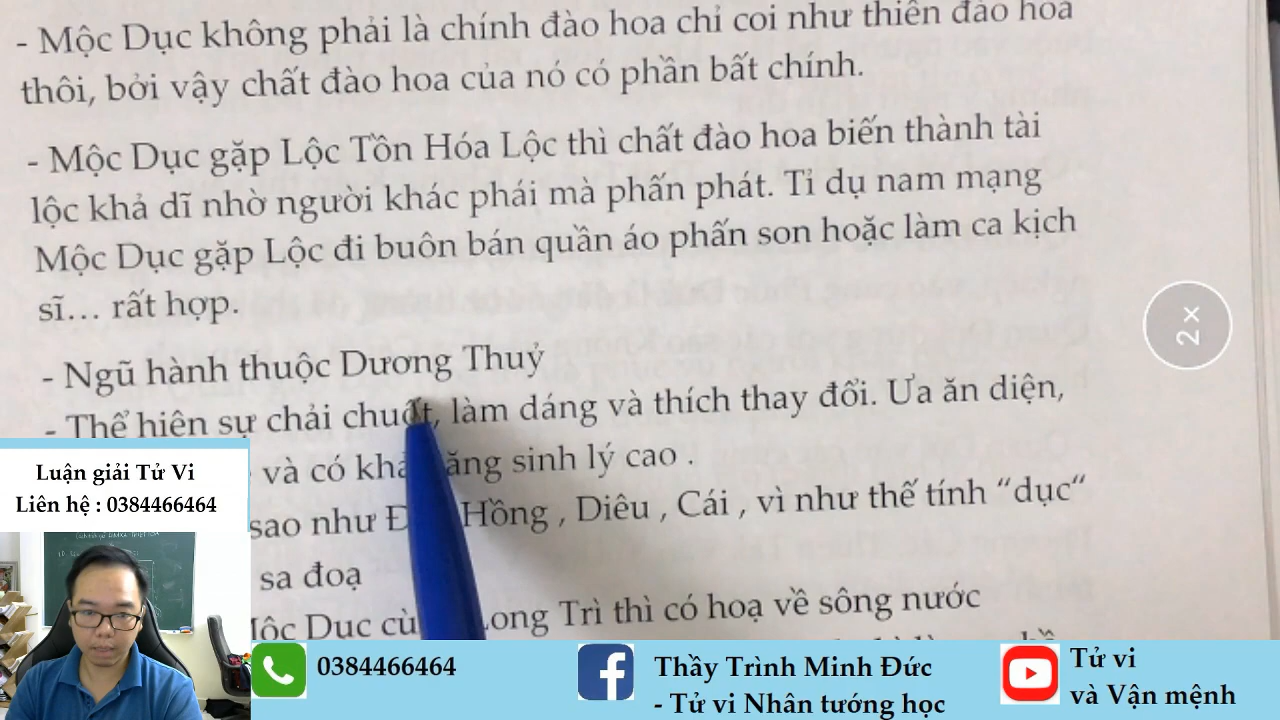 - Mộc Dục không phải là chính đào hoa chỉ coi như thiên đào hoa
thôi, bởi vậy chất đào hoa của nó có phần bất chính.
- Mộc Dục gặp Lộc Tồn Hóa Lộc thì chất đào hoa biến thành tài
lộc khả dĩ nhờ người khác phái mà phấn phát. Tỉ dụ nam mạng
Mộc Dục gặp Lộc đi buôn bán quần áo phấn son hoặc làm ca kịch
sĩ... rất hợp.
- Ngũ hành thuộc Dương Thuỷ
- Thể hiện sự chải chuốt, làm dáng và thích thay đổi. Ưa ăn diện,
và có khả năng sinh lý cao .
sao như Hồng , Diêu , Cái , vì như thế tính “dục“
sa đoạ
Mộc Dục Long Trì thì có hoạ về sông nước
2×
Luận giải Tử Vi
Liên hệ : 0384466464
0384466464
Thầy Trình Minh Đức
- Tử vi Nhân tướng học
Tử vi
và Vận mệnh